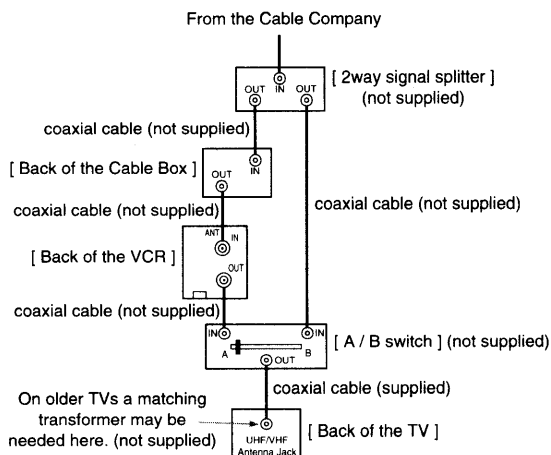 From the Cable Company
IN
OUT OUT
[ 2way signal splitter ]
(not supplied)
coaxial cable (not supplied)
[ Back of the Cable Box ]
IN
OUT
coaxial cable (not supplied)
coaxial cable (not supplied)
ANT IN
[ Back of the VCR ]
OUT
coaxial cable (not supplied)
IN IN
A B
OUT
[ A / B switch ] (not supplied)
coaxial cable (supplied)
On older TVs a matching
transformer may be
needed here. (not supplied)
UHF/VHF
Antenna Jack
[ Back of the TV ]